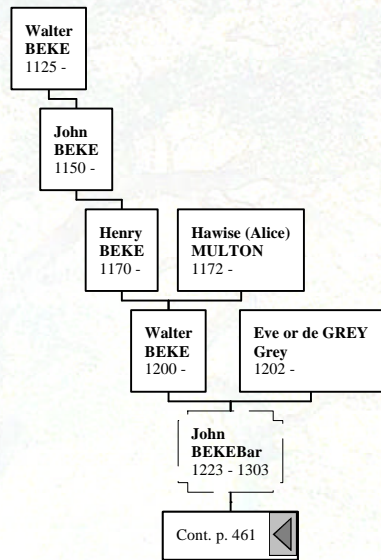 Walter
BEKE
1125 -
John
BEKE
1150 -
Henry
BEKE
1170 -
Hawise (Alice)
MULTON
1172 -
Walter
BEKE
1200 -
Eve or de GREY
Grey
1202 -
John
BEKEBar
1223 - 1303
Cont. p. 461